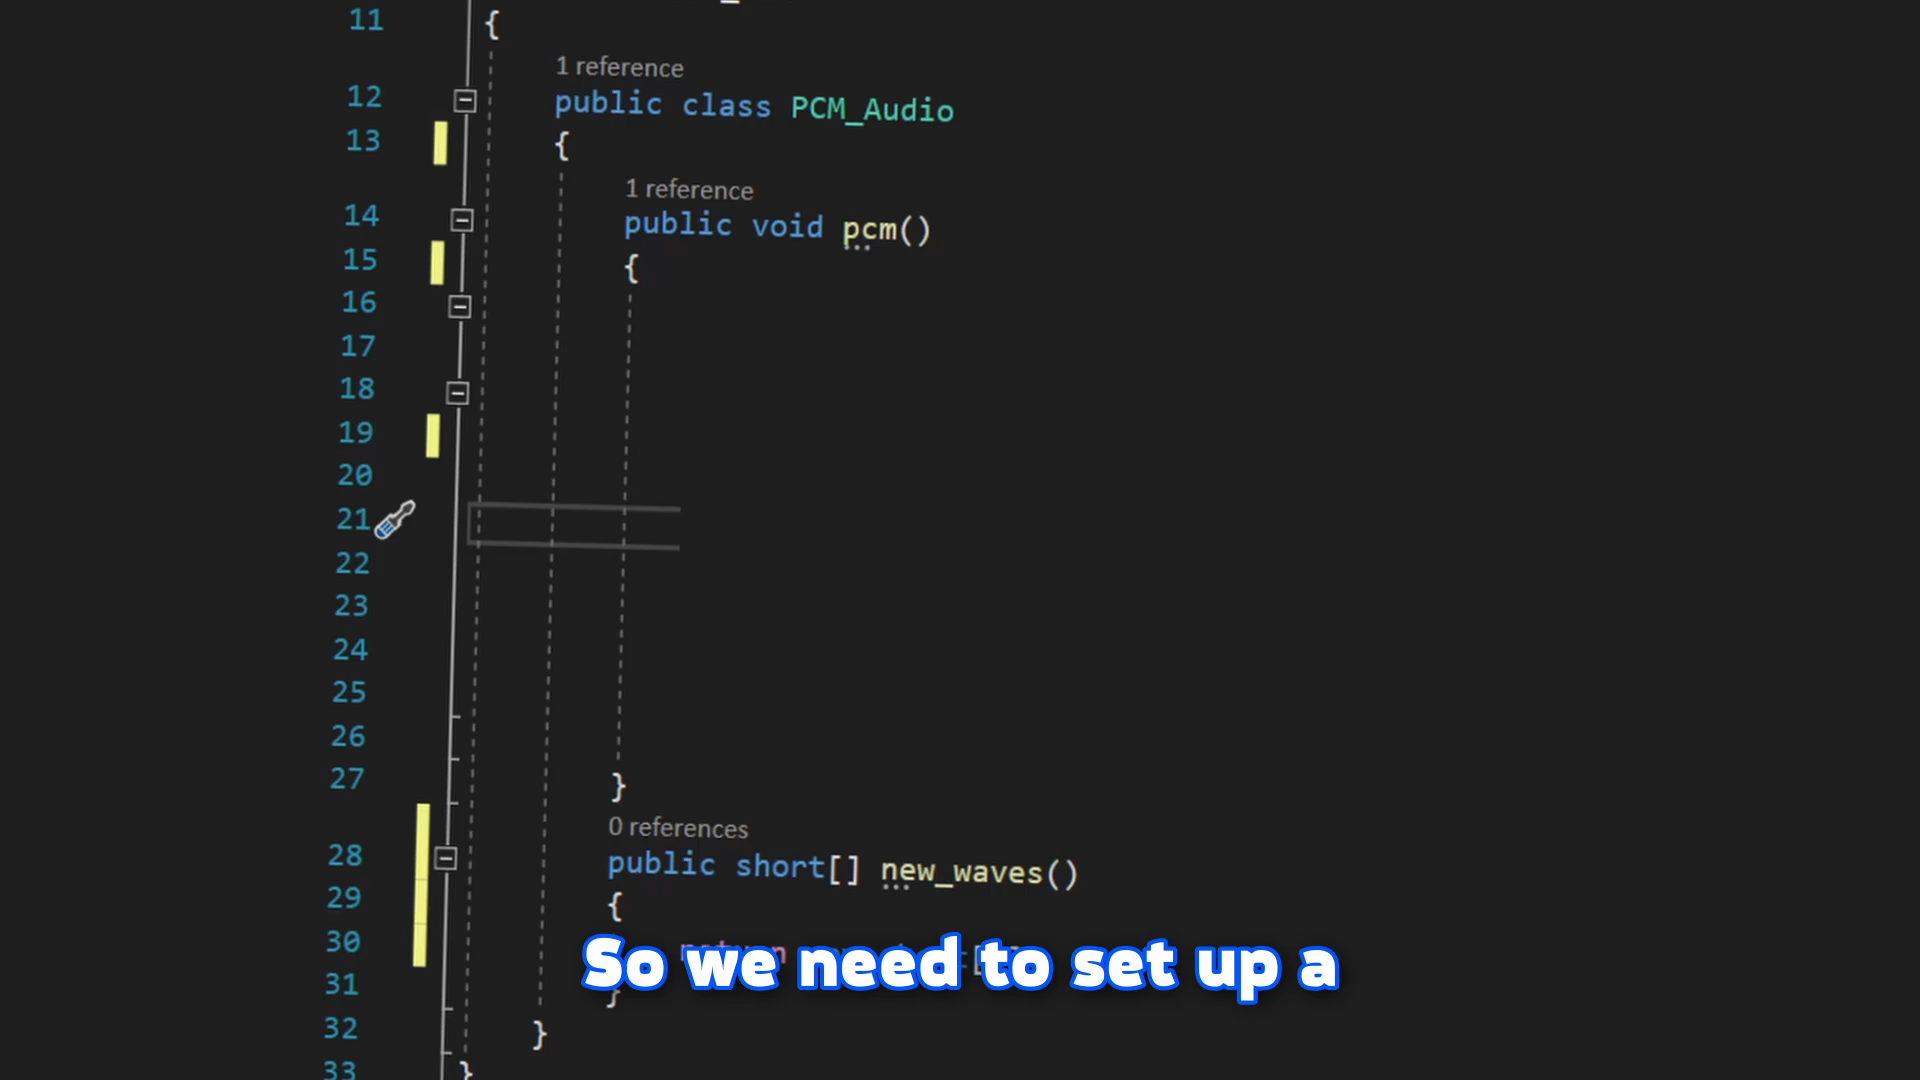 11 {
1 reference
12 public class PCM_Audio
13 {
1 reference
14 public void pcm()
15 {
16
17
18
19
20
21
22
23
24
25
26
27 }
0 references
28 public short[] new_waves()
29 {
30
So we need to set up a
31 }
32 }
33 }